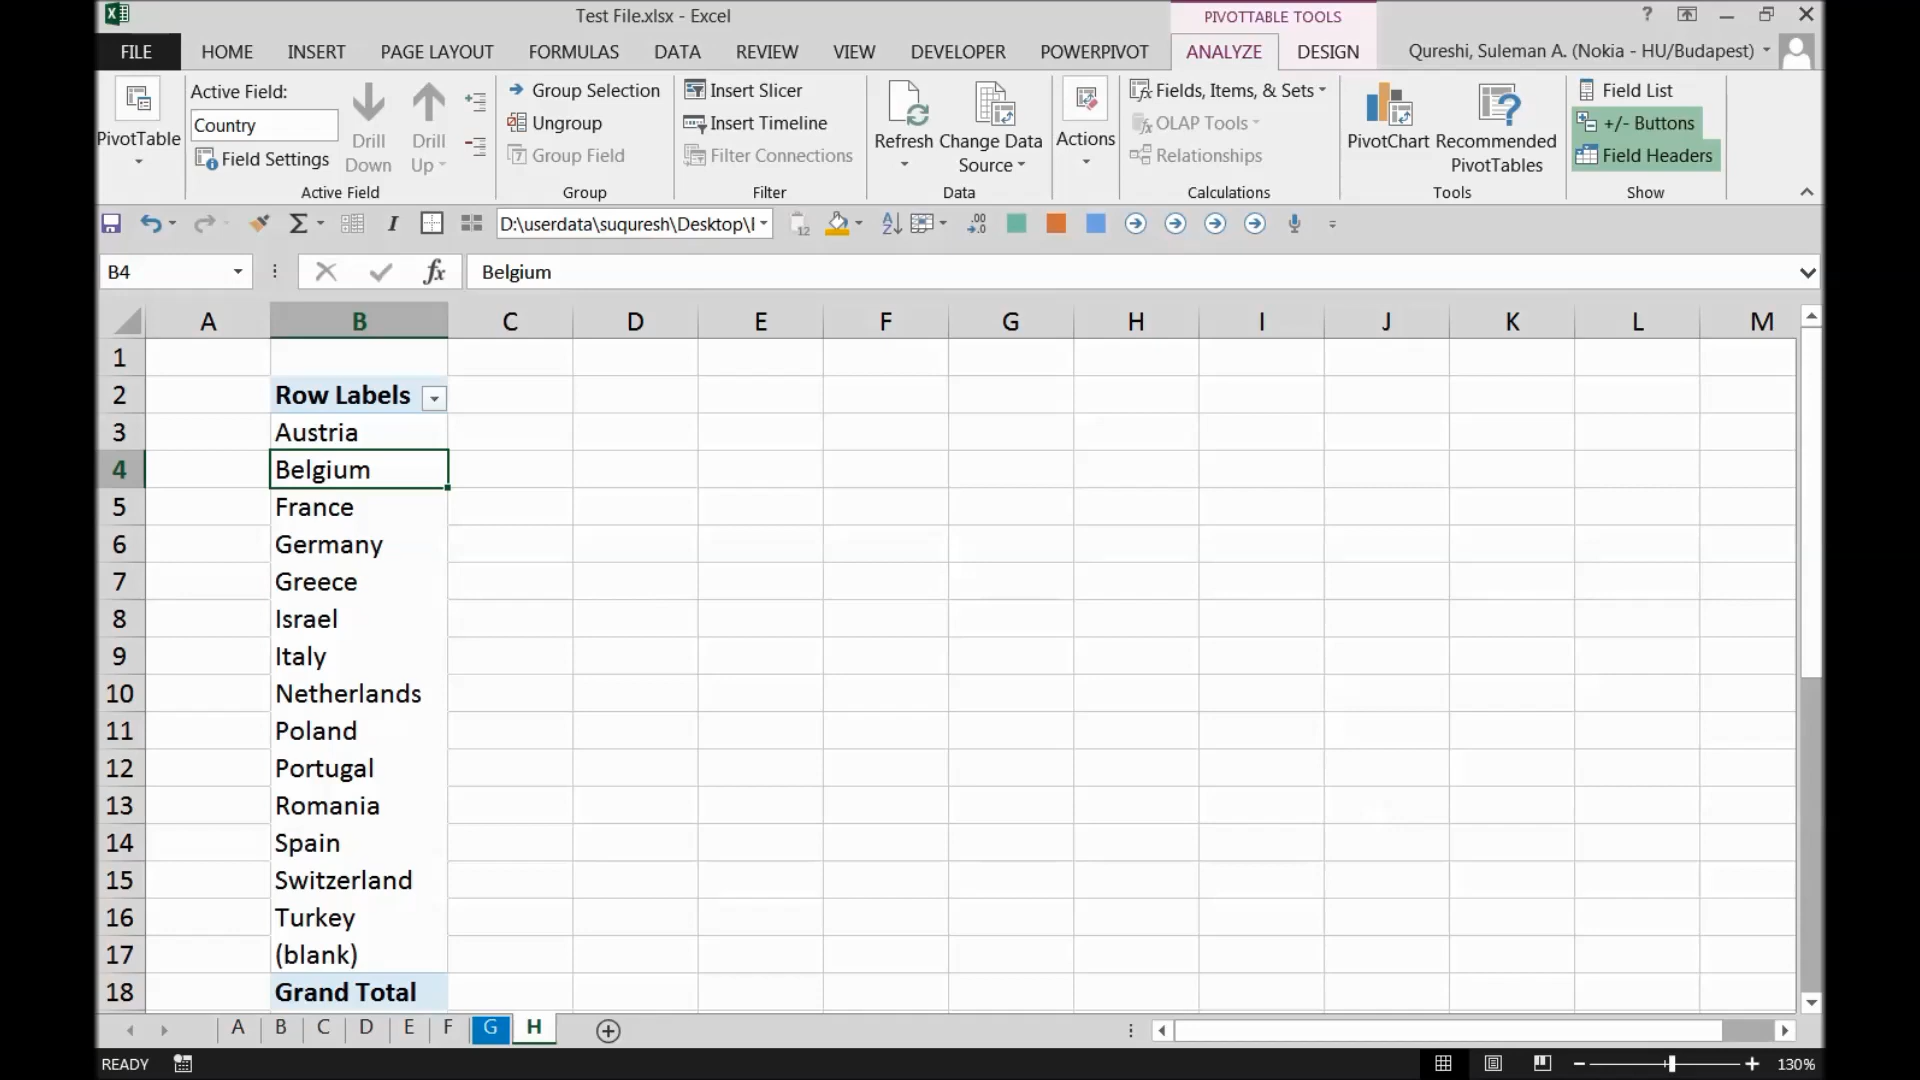 Test File.xlsx - Excel
PIVOTTABLE TOOLS
?
FILE HOME INSERT PAGE LAYOUT FORMULAS DATA REVIEW VIEW DEVELOPER POWERPIVOT ANALYZE DESIGN Qureshi, Suleman A. (Nokia - HU/Budapest)
PivotTable
Active Field:
Country
Field Settings
Drill Down
Drill Up
Active Field
Group Selection
Ungroup
Group Field
Group
Insert Slicer
Insert Timeline
Filter Connections
Filter
Refresh
Change Data Source
Data
Actions
Fields, Items, & Sets
OLAP Tools
Relationships
Calculations
PivotChart
Recommended PivotTables
Tools
Field List
+/- Buttons
Field Headers
Show
D:\userdata\suquresh\Desktop\
B4
fx
Belgium
A B C D E F G H I J K L M
1
2 Row Labels
3 Austria
4 Belgium
5 France
6 Germany
7 Greece
8 Israel
9 Italy
10 Netherlands
11 Poland
12 Portugal
13 Romania
14 Spain
15 Switzerland
16 Turkey
17 (blank)
18 Grand Total
A B C D E F G H
READY
130%